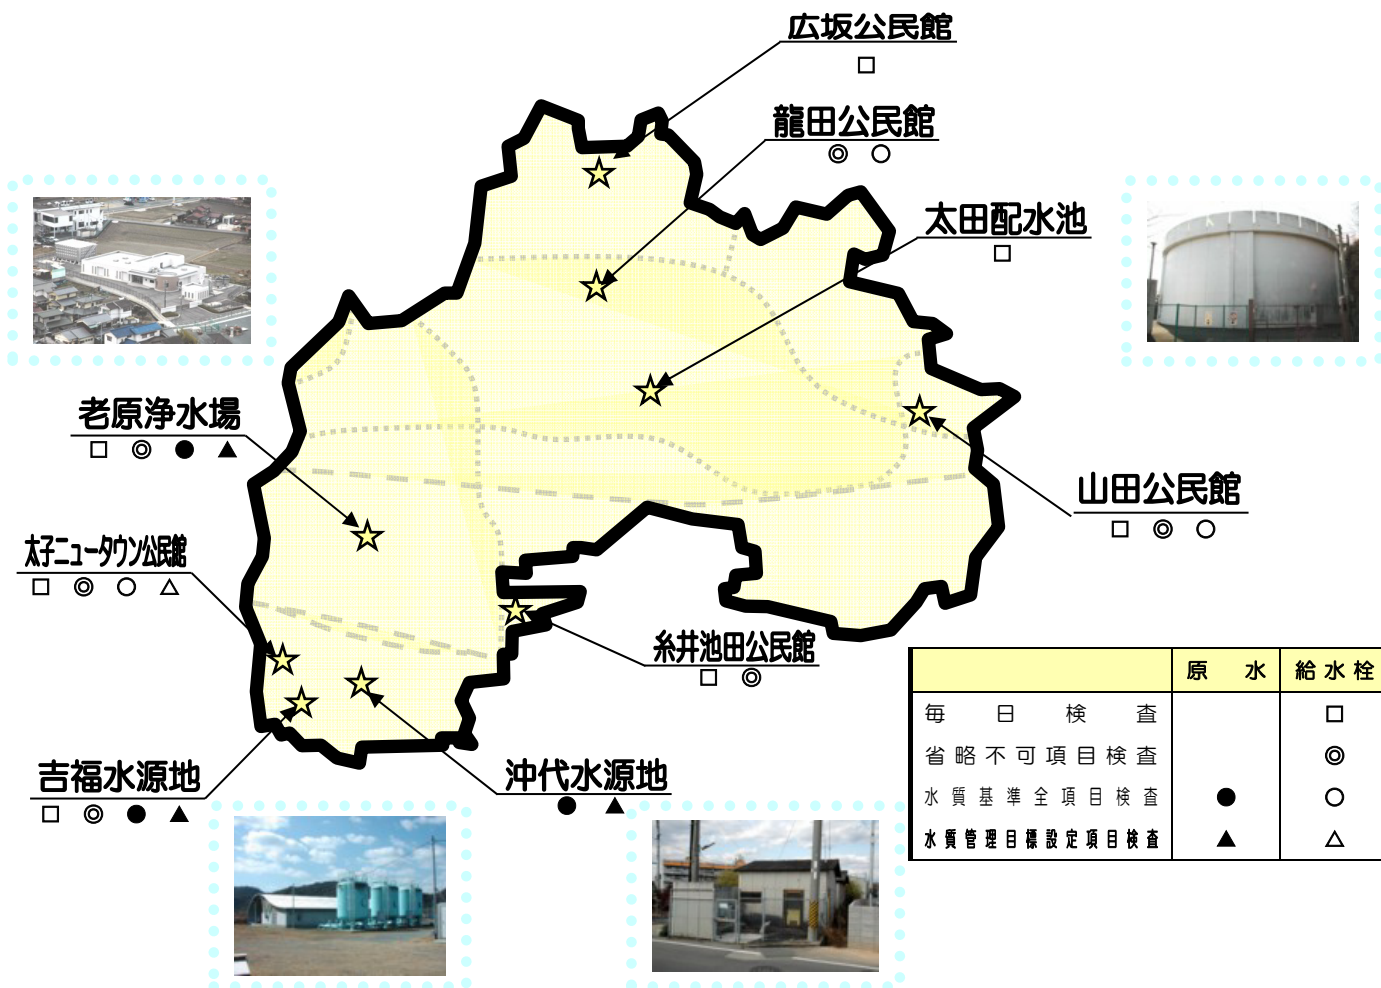 広坂公民館
□
龍田公民館
◎ ○
太田配水池
□
老原浄水場
□ ◎ ● ▲
山田公民館
□ ◎ ○
太子ニュータウン公民館
□ ◎ ○ △
糸井池田公民館
□ ◎
吉福水源地
□ ◎ ● ▲
沖代水源地
● ▲
原水 給水栓
毎日検査 □
省略不可項目検査 ◎
水質基準全項目検査 ● ○
水質管理目標設定項目検査 ▲ △